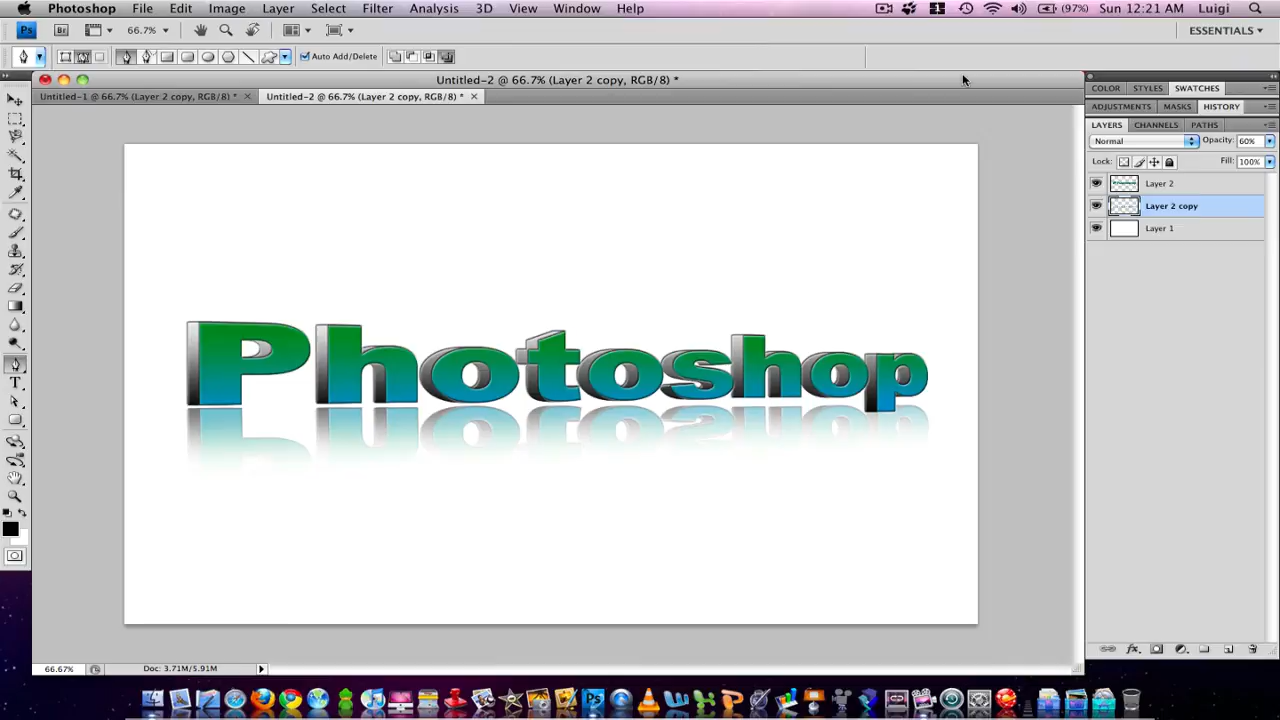 Photoshop File Edit Image Layer Select Filter Analysis 3D View Window Help 1 (97%) Sun 12:21 AM Luigi
Ps Br 66.7% ESSENTIALS
Auto Add/Delete
Untitled-2 @ 66.7% (Layer 2 copy, RGB/8) *
Untitled-1 @ 66.7% (Layer 2 copy, RGB/8) * Untitled-2 @ 66.7% (Layer 2 copy, RGB/8) *
COLOR STYLES SWATCHES
ADJUSTMENTS MASKS HISTORY
LAYERS CHANNELS PATHS
Normal Opacity: 60%
Lock: Fill: 100%
Layer 2
Layer 2 copy
Layer 1
Photoshop
66.67% Doc: 3.71M/5.91M